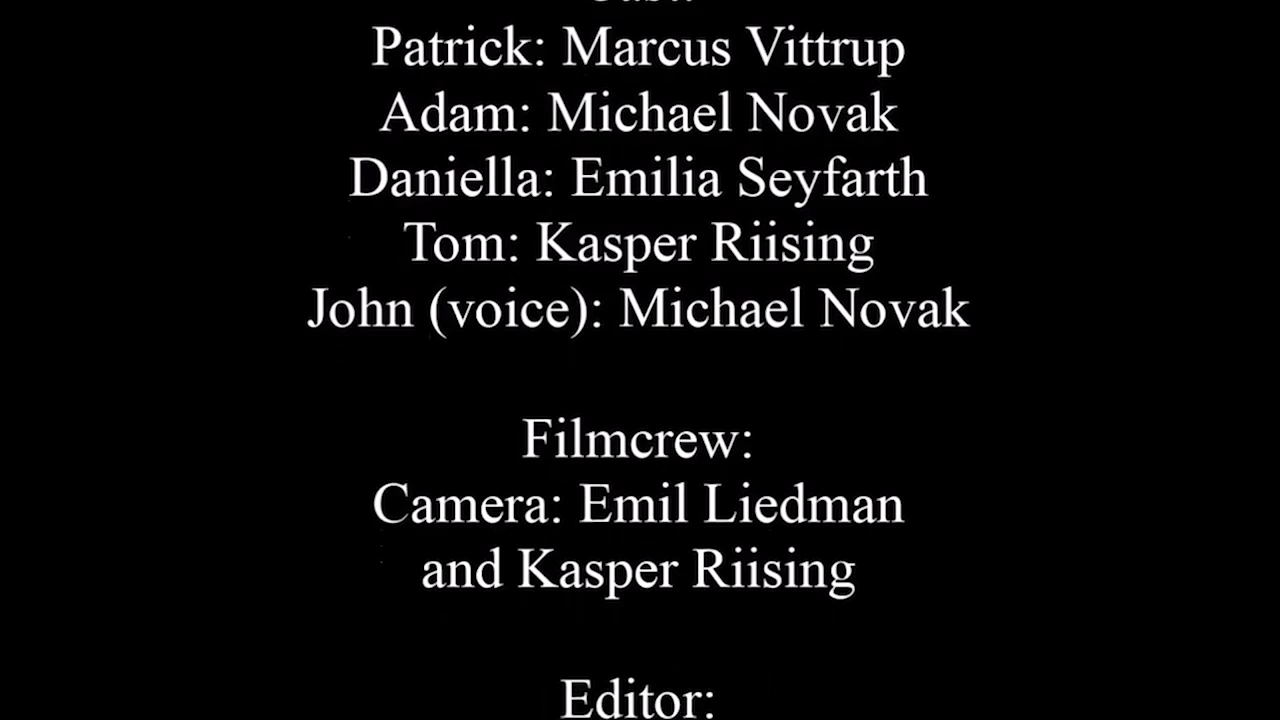 Patrick: Marcus Vittrup
Adam: Michael Novak
Daniella: Emilia Seyfarth
Tom: Kasper Riising
John (voice): Michael Novak
Filmcrew:
Camera: Emil Liedman
and Kasper Riising
Editor: